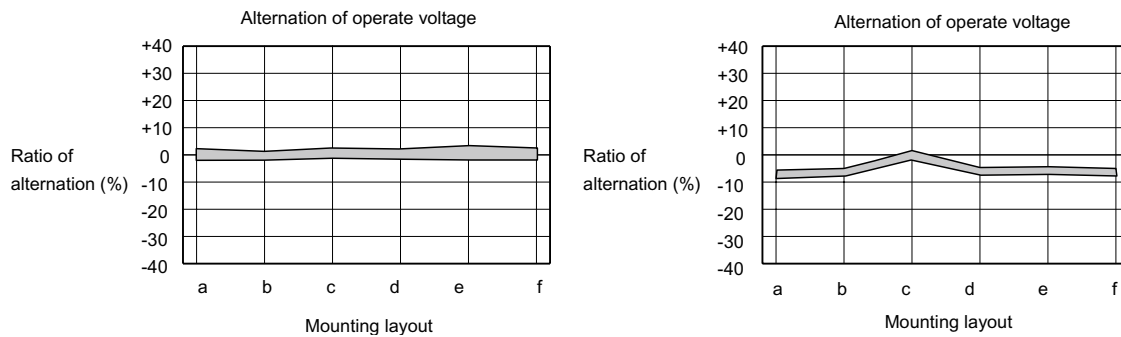 Alternation of operate voltage
+40
+30
+20
+10
0
-10
-20
-30
-40
Ratio of
alternation (%)
a b c d e f
Mounting layout
Alternation of operate voltage
+40
+30
+20
+10
0
-10
-20
-30
-40
Ratio of
alternation (%)
a b c d e f
Mounting layout